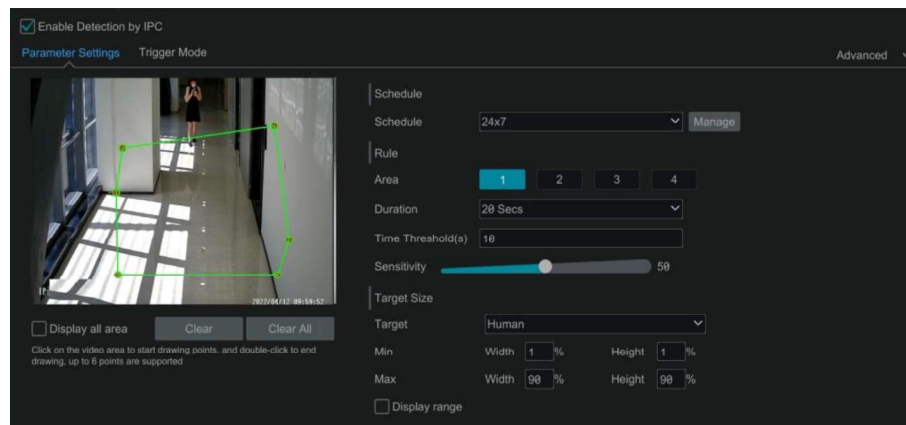 Enable Detection by IPC
Parameter Settings Trigger Mode Advanced
Schedule
Schedule 24x7 Manage
Rule
Area 1 2 3 4
Duration 20 Secs
Time Threshold(s) 10
Sensitivity 50
Target Size
Target Human
Min Width 1 % Height 1 %
Max Width 90 % Height 90 %
Display range
2022/04/12 09:59:52
Display all area Clear Clear All
Click on the video area to start drawing points. and double-click to end
drawing, up to 6 points are supported